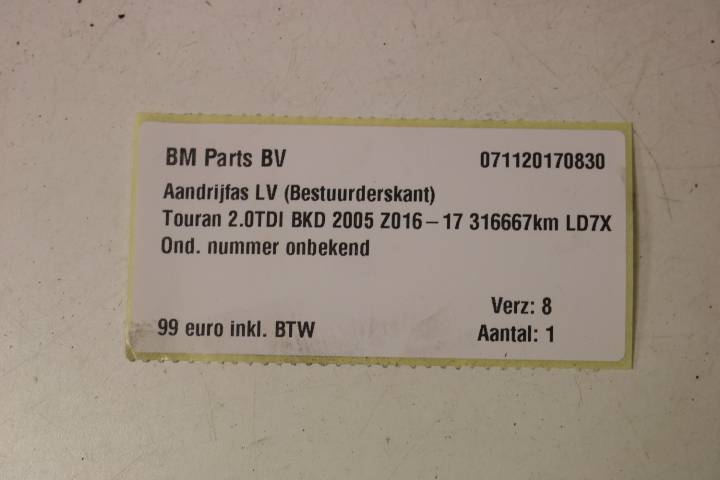 BM Parts BV 071120170830
Aandrijfas LV (Bestuurderskant)
Touran 2.0TDI BKD 2005 Z016-17 316667km LD7X
Ond. nummer onbekend
Verz: 8
99 euro inkl. BTW Aantal: 1